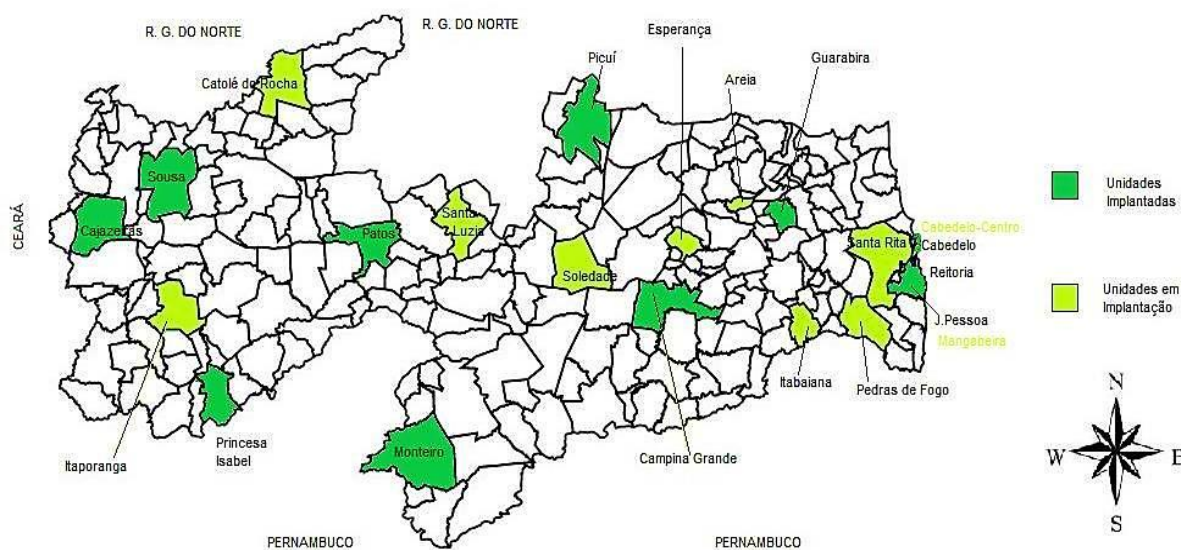 R. G. DO NORTE
R. G. DO NORTE
Esperança
Picuí
Guarabira
Areia
Catolé do Rocha
Sousa
Unidades
Implantadas
CEARÁ
Cajazeiras
Patos
Santa
Luzia
Santa Rita
Cabedelo-Centro
Cabedelo
Soledade
Reitoria
Unidades em
Implantação
J.Pessoa
Mangabeira
Itabaiana
Pedras de Fogo
N
W
E
S
Itaporanga
Princesa
Isabel
Monteiro
Campina Grande
PERNAMBUCO
PERNAMBUCO